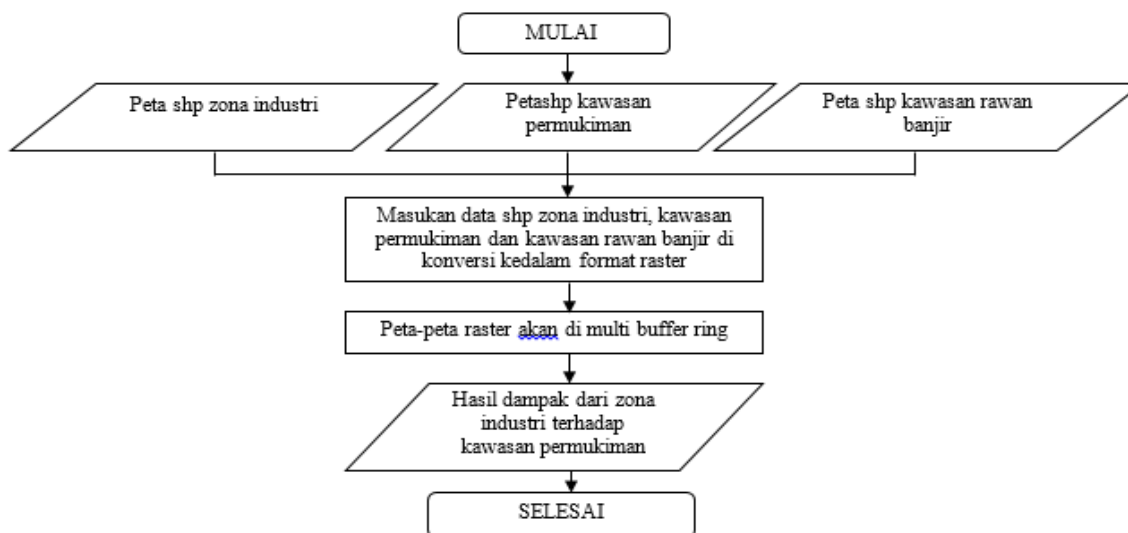 MULAI
Peta shp zona industri
Petashp kawasan
permukiman
Peta shp kawasan rawan
banjir
Masukan data shp zona industri, kawasan
permukiman dan kawasan rawan banjir di
konversi kedalam format raster
Peta-peta raster akan di multi buffer ring
Hasil dampak dari zona
industri terhadap
kawasan permukiman
SELESAI